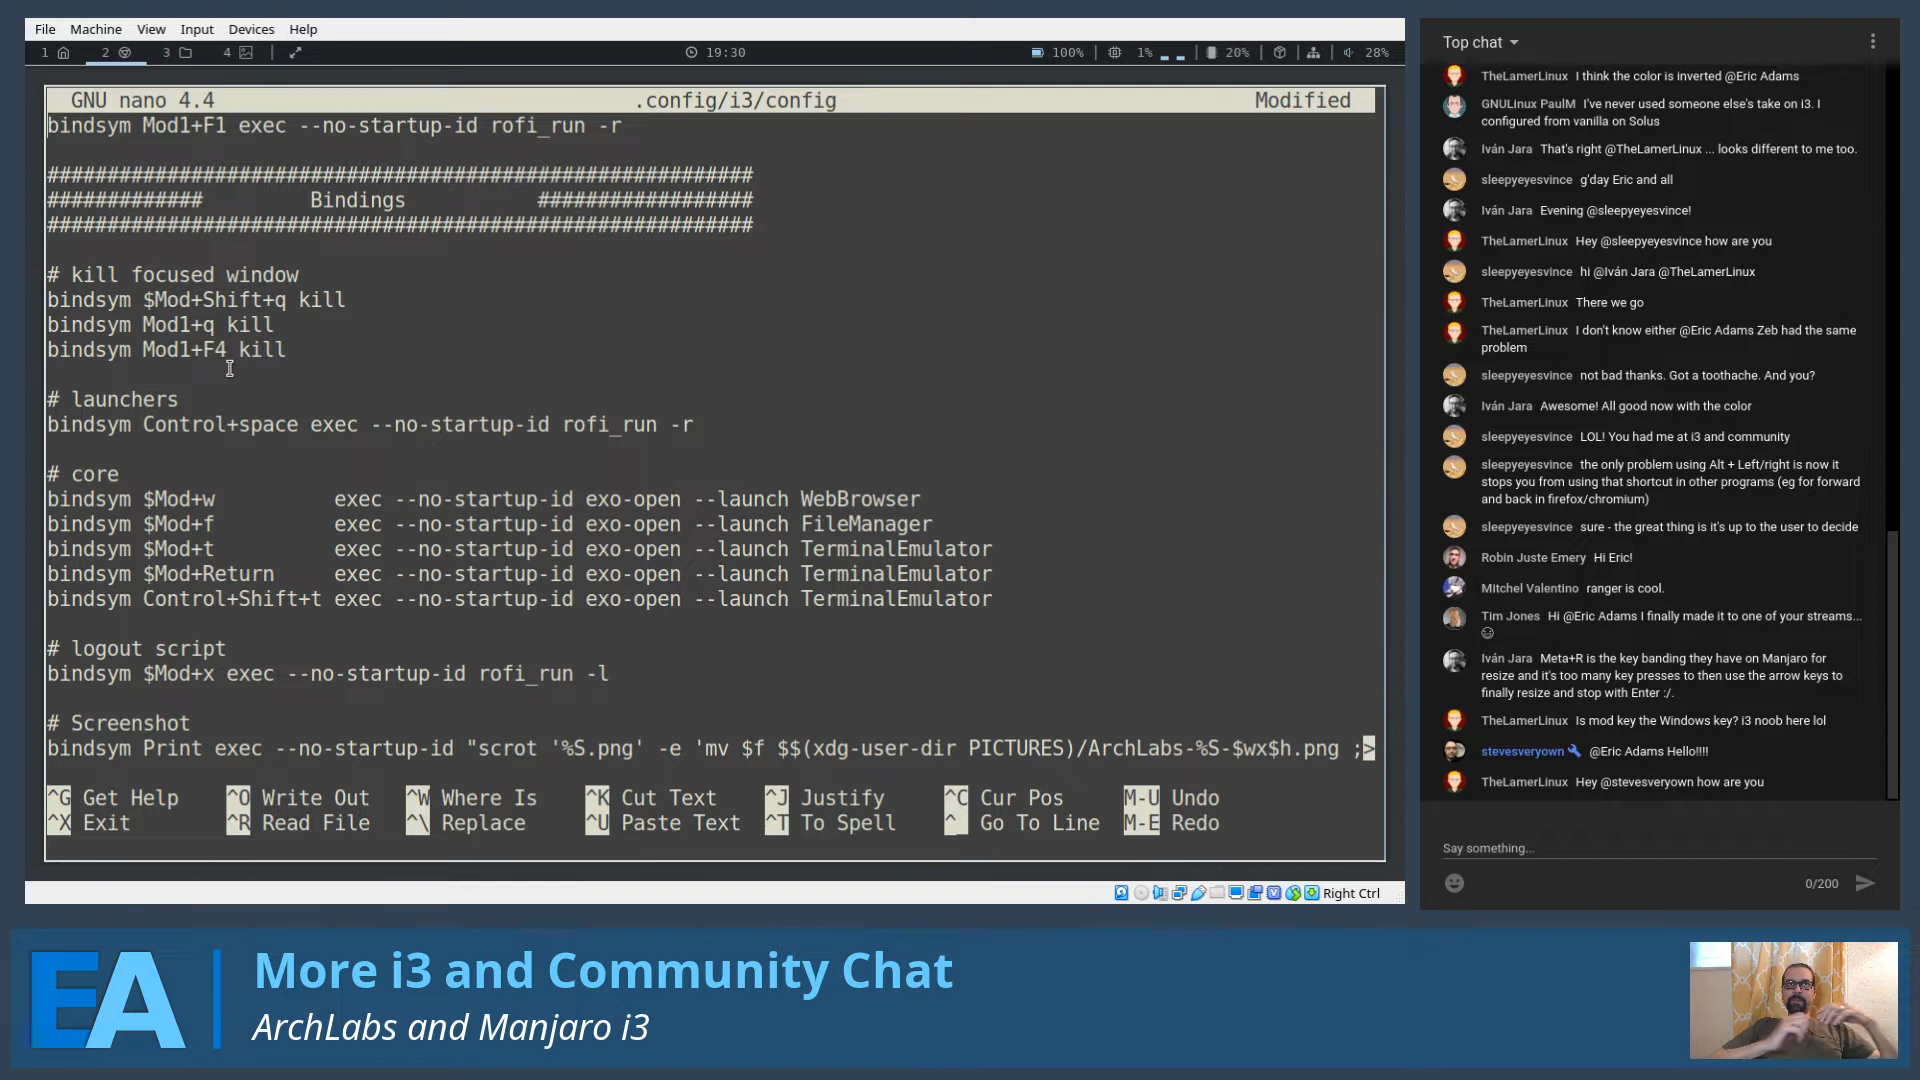 File Machine View Input Devices Help
1 2 3 4 19:30 100% 1% 20% 28%
GNU nano 4.4 .config/i3/config Modified
bindsym Mod1+F1 exec --no-startup-id rofi_run -r
###########################################################
############# Bindings ##################
###########################################################
# kill focused window
bindsym $Mod+Shift+q kill
bindsym Mod1+q kill
bindsym Mod1+F4 kill
# launchers
bindsym Control+space exec --no-startup-id rofi_run -r
# core
bindsym $Mod+w exec --no-startup-id exo-open --launch WebBrowser
bindsym $Mod+f exec --no-startup-id exo-open --launch FileManager
bindsym $Mod+t exec --no-startup-id exo-open --launch TerminalEmulator
bindsym $Mod+Return exec --no-startup-id exo-open --launch TerminalEmulator
bindsym Control+Shift+t exec --no-startup-id exo-open --launch TerminalEmulator
# logout script
bindsym $Mod+x exec --no-startup-id rofi_run -l
# Screenshot
bindsym Print exec --no-startup-id "scrot '%S.png' -e 'mv $f $$(xdg-user-dir PICTURES)/ArchLabs-%S-$wx$h.png ;>
^G Get Help ^O Write Out ^W Where Is ^K Cut Text ^J Justify ^C Cur Pos M-U Undo
^X Exit ^R Read File ^\ Replace ^U Paste Text ^T To Spell ^_ Go To Line M-E Redo
Right Ctrl
Top chat
TheLamerLinux I think the color is inverted @Eric Adams
GNULinux PaulM I've never used someone else's take on i3. I
configured from vanilla on Solus
Iván Jara That's right @TheLamerLinux ... looks different to me too.
sleepyeyesvince g'day Eric and all
Iván Jara Evening @sleepyeyesvince!
TheLamerLinux Hey @sleepyeyesvince how are you
sleepyeyesvince hi @Iván Jara @TheLamerLinux
TheLamerLinux There we go
TheLamerLinux I don't know either @Eric Adams Zeb had the same
problem
sleepyeyesvince not bad thanks. Got a toothache. And you?
Iván Jara Awesome! All good now with the color
sleepyeyesvince LOL! You had me at i3 and community
sleepyeyesvince the only problem using Alt + Left/right is now it
stops you from using that shortcut in other programs (eg for forward
and back in firefox/chromium)
sleepyeyesvince sure - the great thing is it's up to the user to decide
Robin Juste Emery Hi Eric!
Mitchel Valentino ranger is cool.
Tim Jones Hi @Eric Adams I finally made it to one of your streams...
Iván Jara Meta+R is the key banding they have on Manjaro for
resize and it's too many key presses to then use the arrow keys to
finally resize and stop with Enter :/.
TheLamerLinux Is mod key the Windows key? i3 noob here lol
stevesveryown @Eric Adams Hello!!!!
TheLamerLinux Hey @stevesveryown how are you
Say something...
0/200
EA
More i3 and Community Chat
ArchLabs and Manjaro i3